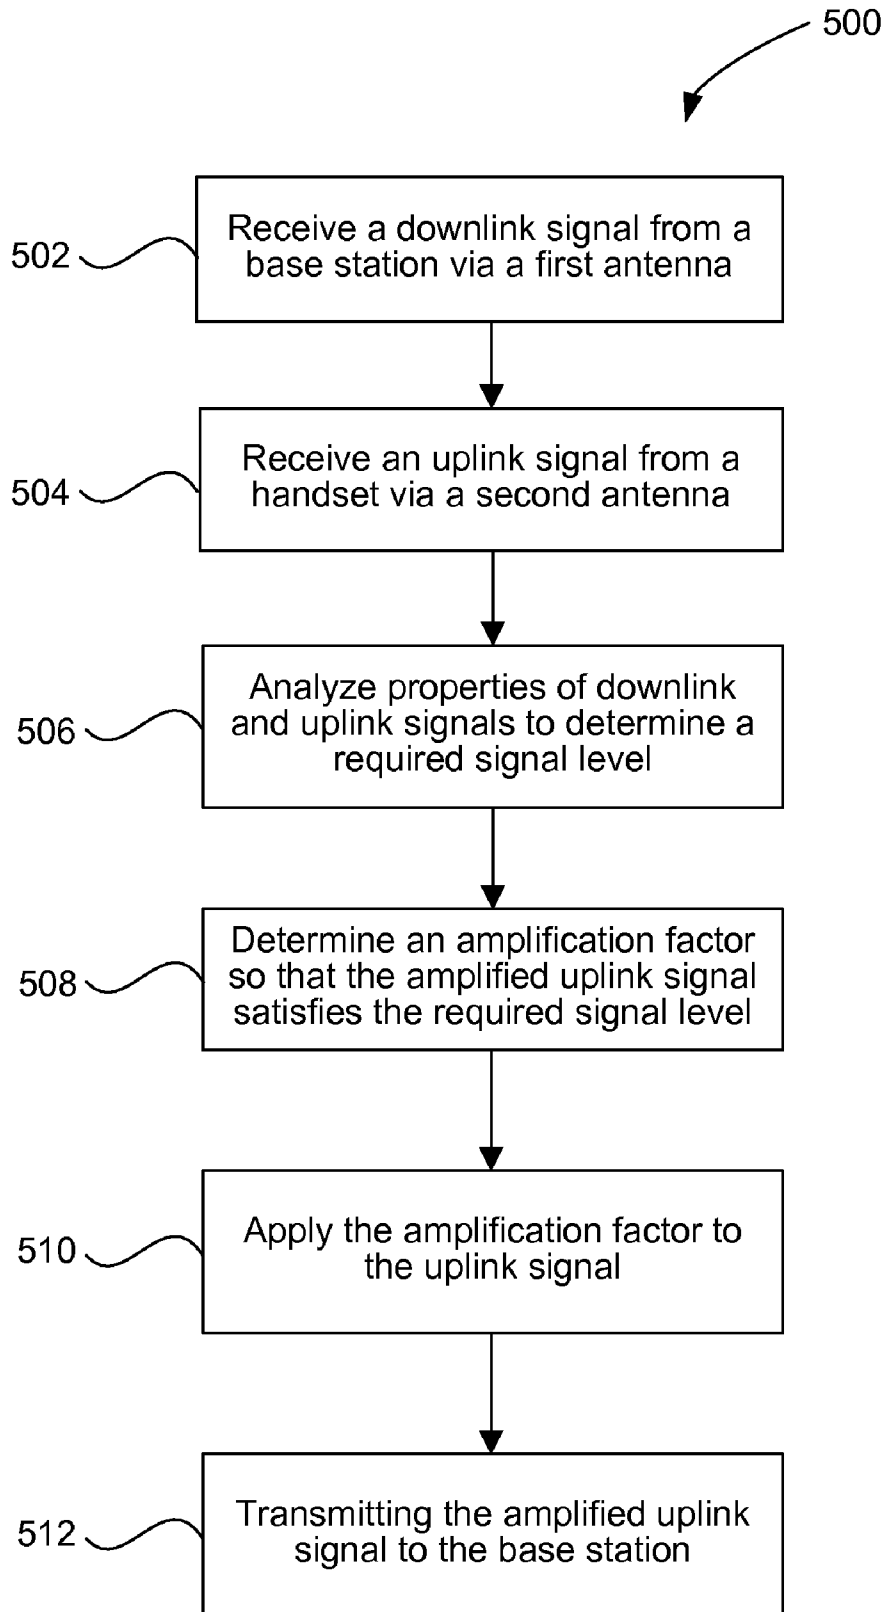 500
502
Receive a downlink signal from a
base station via a first antenna
504
Receive an uplink signal from a
handset via a second antenna
506
Analyze properties of downlink
and uplink signals to determine a
required signal level
508
Determine an amplification factor
so that the amplified uplink signal
satisfies the required signal level
510
Apply the amplification factor to
the uplink signal
512
Transmitting the amplified uplink
signal to the base station